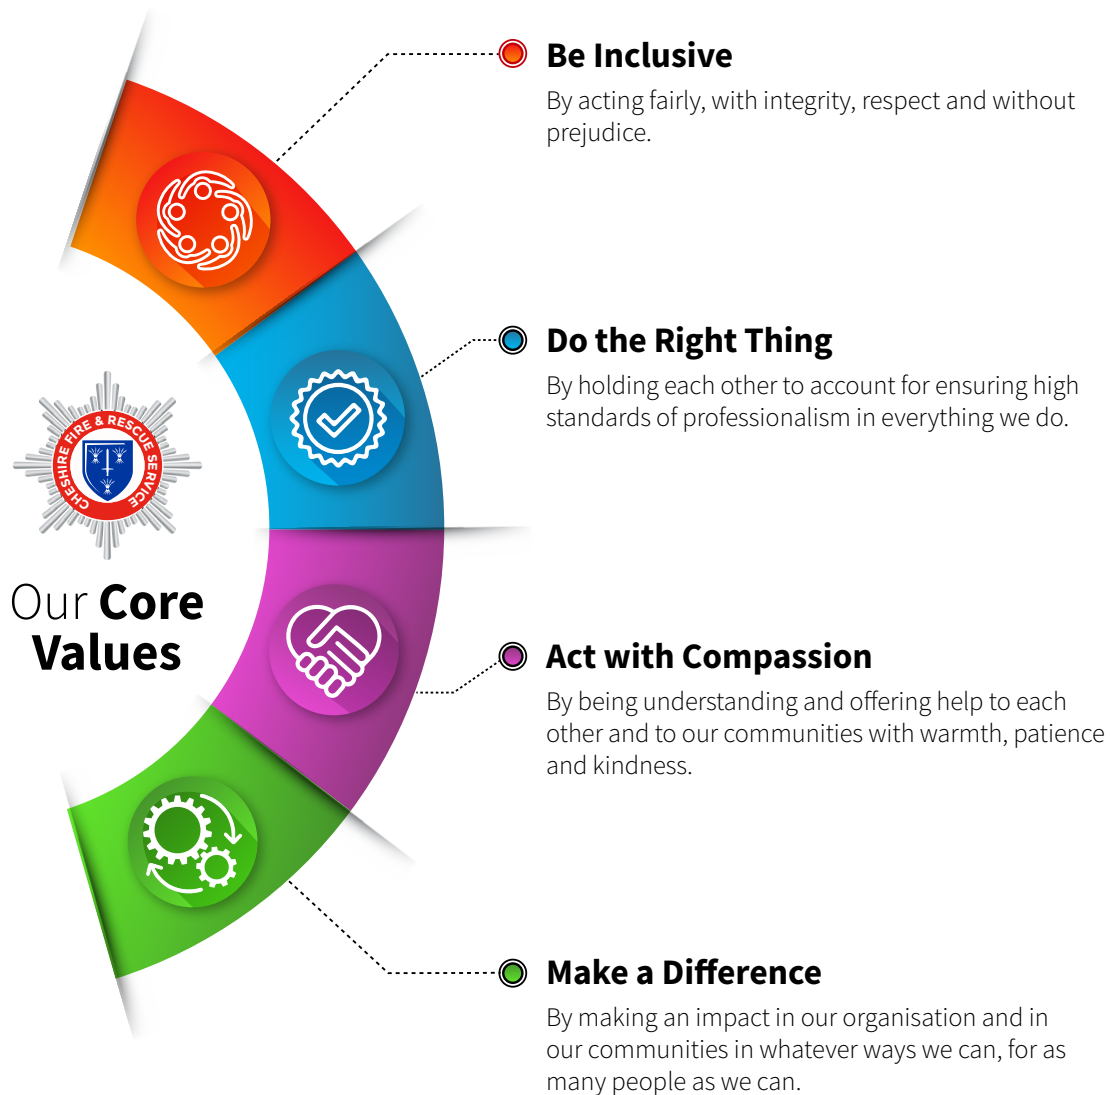 Be Inclusive
By acting fairly, with integrity, respect and without
prejudice.
Do the Right Thing
By holding each other to account for ensuring high
standards of professionalism in everything we do.
CHESHIRE FIRE & RESCUE SERVICE
Our Core
Values
Act with Compassion
By being understanding and offering help to each
other and to our communities with warmth, patience
and kindness.
Make a Difference
By making an impact in our organisation and in
our communities in whatever ways we can, for as
many people as we can.